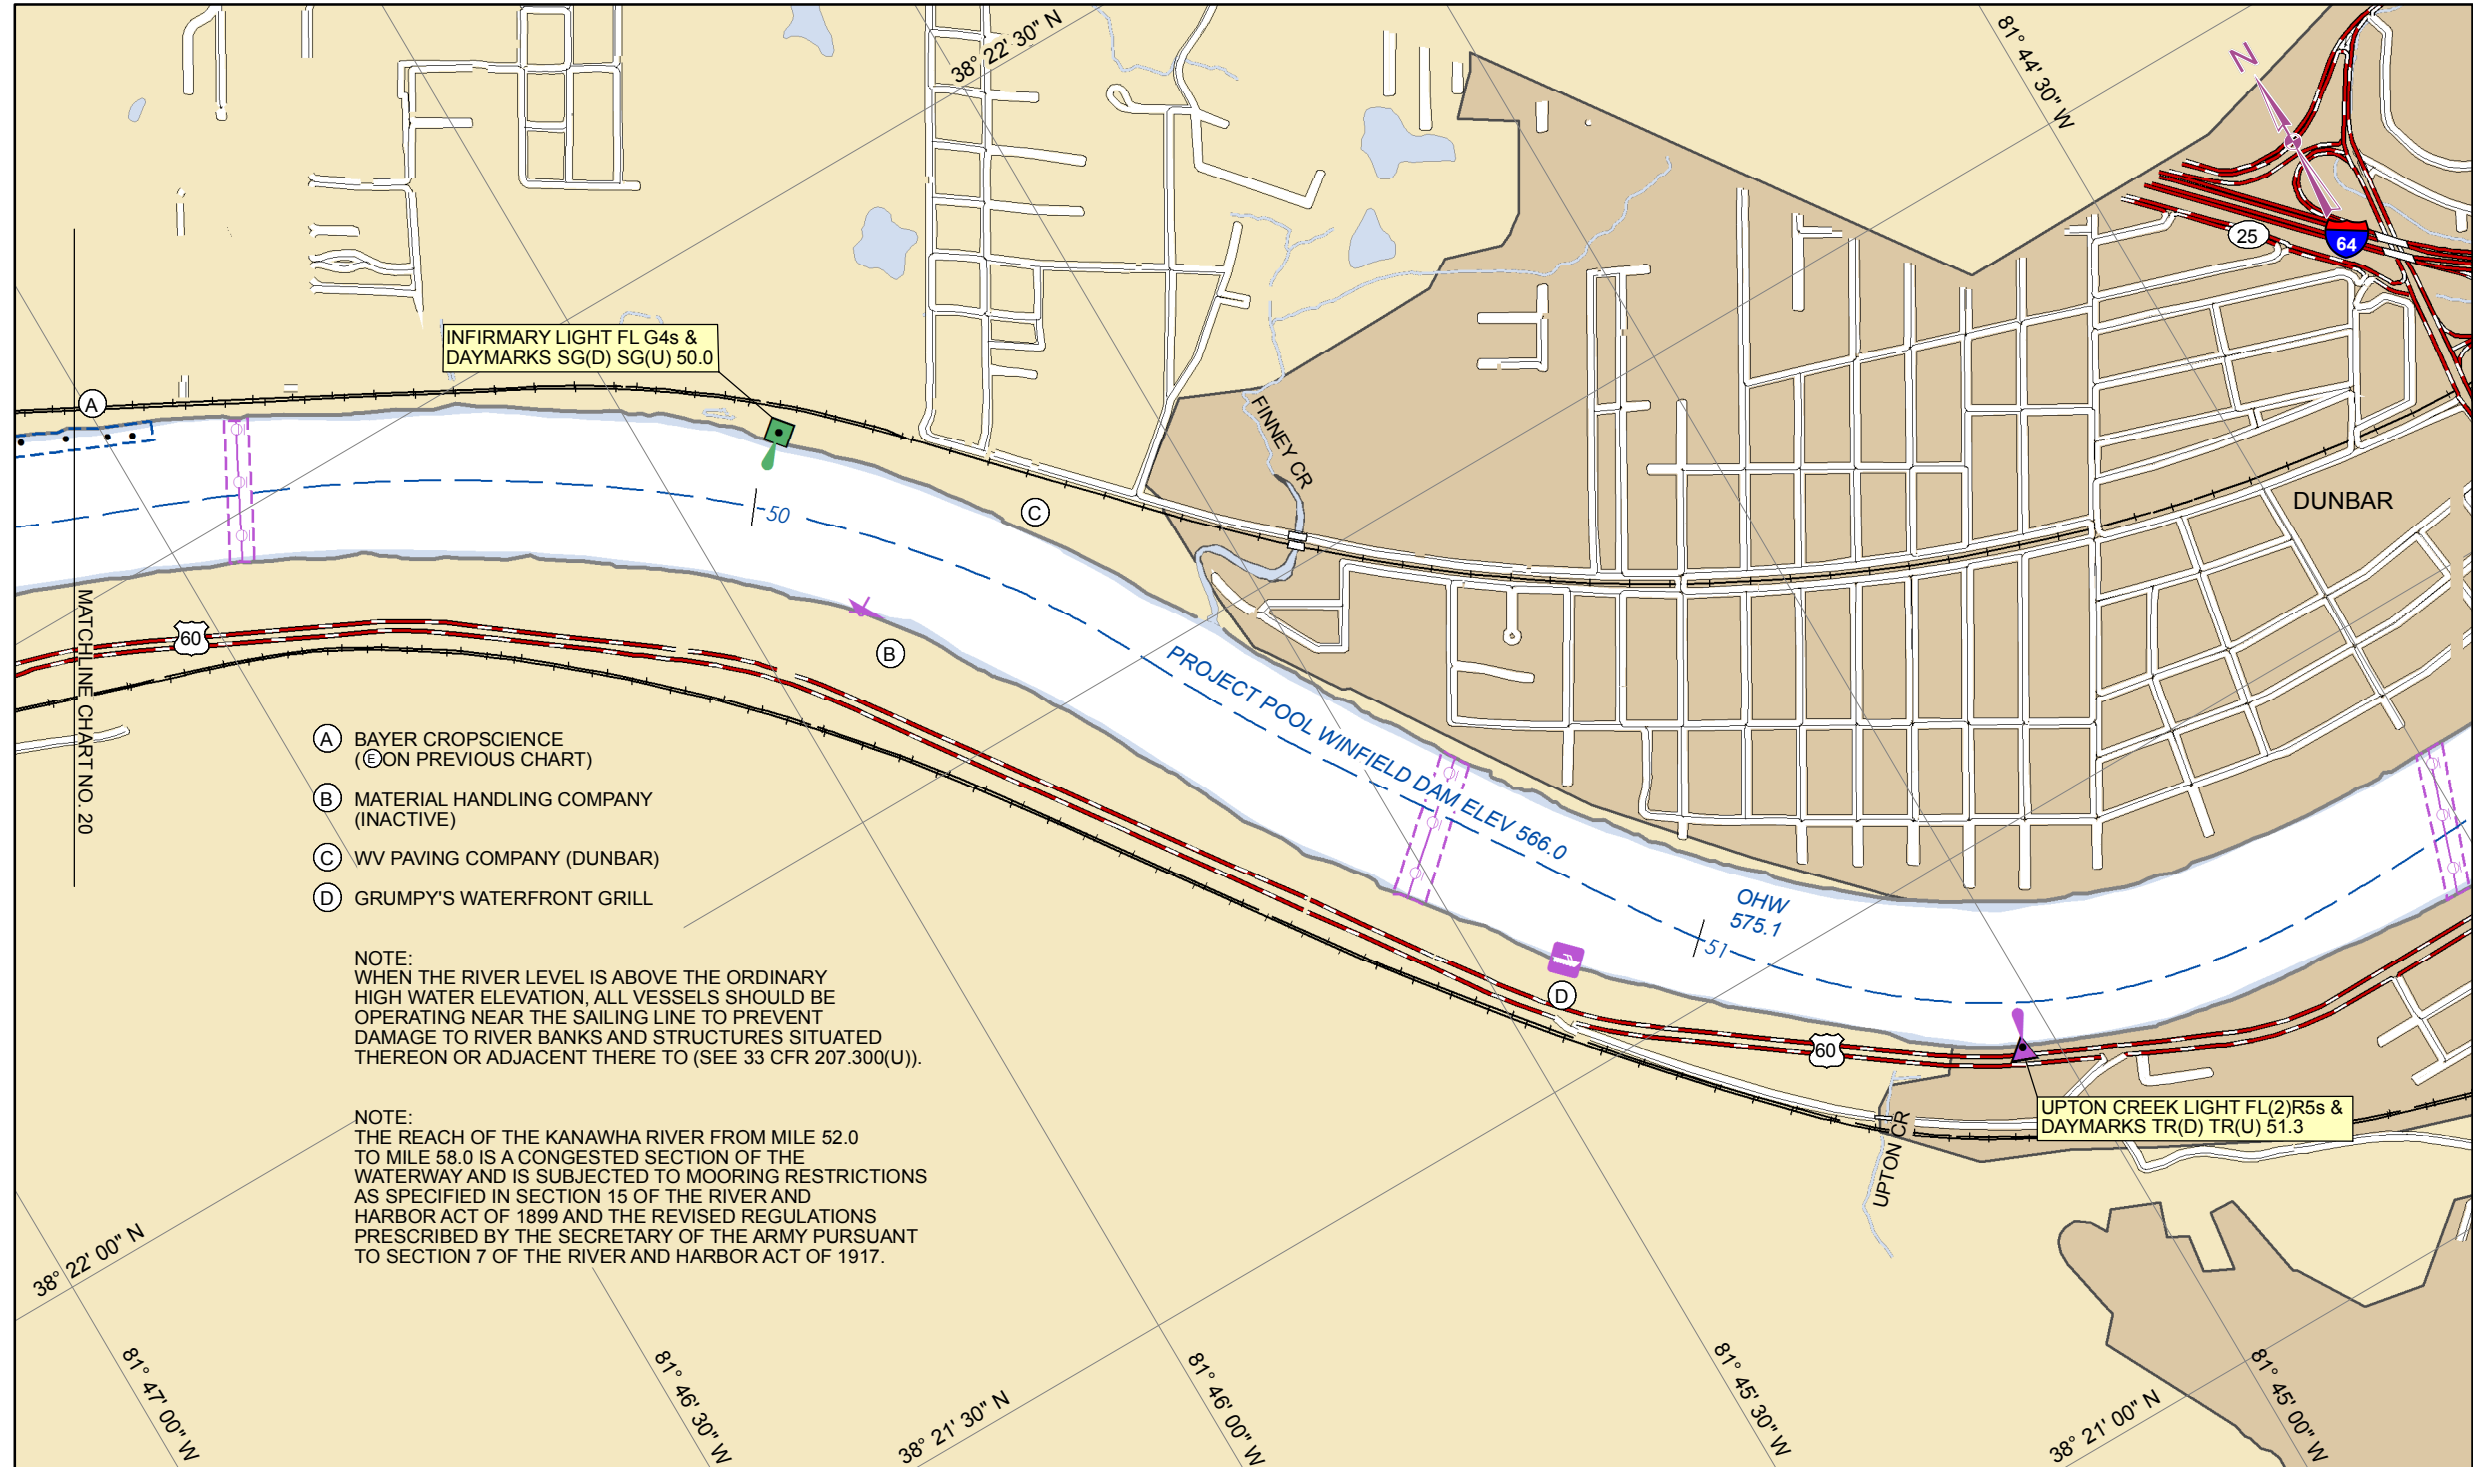 38° 22' 30" N
81° 44' 30" W
N
25
64
INFIRMARY LIGHT FL G4s &
DAYMARKS SG(D) SG(U) 50.0
A
FINNEY CR
DUNBAR
C
50
MATCHLINE CHART NO. 20
60
B
PROJECT POOL WINFIELD DAM ELEV 566.0
A BAYER CROPSCIENCE
(E ON PREVIOUS CHART)
B MATERIAL HANDLING COMPANY
(INACTIVE)
C WV PAVING COMPANY (DUNBAR)
D GRUMPY'S WATERFRONT GRILL
OHW
575.1
51
D
60
NOTE:
WHEN THE RIVER LEVEL IS ABOVE THE ORDINARY
HIGH WATER ELEVATION, ALL VESSELS SHOULD BE
OPERATING NEAR THE SAILING LINE TO PREVENT
DAMAGE TO RIVER BANKS AND STRUCTURES SITUATED
THEREON OR ADJACENT THERE TO (SEE 33 CFR 207.300(U)).
UPTON CREEK LIGHT FL(2)R5s &
DAYMARKS TR(D) TR(U) 51.3
UPTON CR
NOTE:
THE REACH OF THE KANAWHA RIVER FROM MILE 52.0
TO MILE 58.0 IS A CONGESTED SECTION OF THE
WATERWAY AND IS SUBJECTED TO MOORING RESTRICTIONS
AS SPECIFIED IN SECTION 15 OF THE RIVER AND
HARBOR ACT OF 1899 AND THE REVISED REGULATIONS
PRESCRIBED BY THE SECRETARY OF THE ARMY PURSUANT
TO SECTION 7 OF THE RIVER AND HARBOR ACT OF 1917.
38° 22' 00" N
81° 47' 00" W
81° 46' 30" W
38° 21' 30" N
81° 46' 00" W
81° 45' 30" W
38° 21' 00" N
81° 45' 00" W